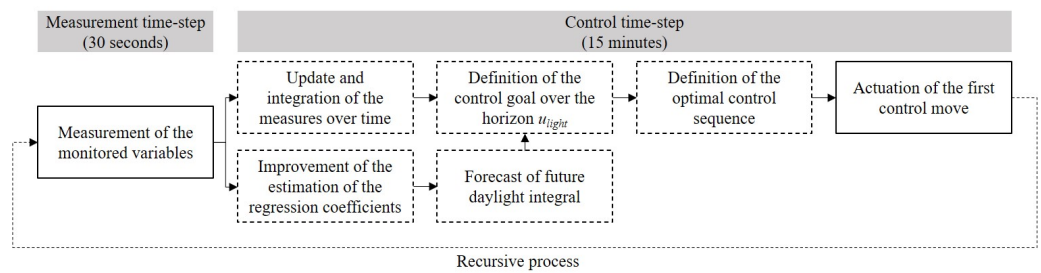 Measurement time-step
(30 seconds)
Control time-step
(15 minutes)
Measurement of the
monitored variables
Update and
integration of the
measures over time
Definition of the
control goal over the
horizon u_light
Definition of the
optimal control
sequence
Actuation of the first
control move
Improvement of the
estimation of the
regression coefficients
Forecast of future
daylight integral
Recursive process